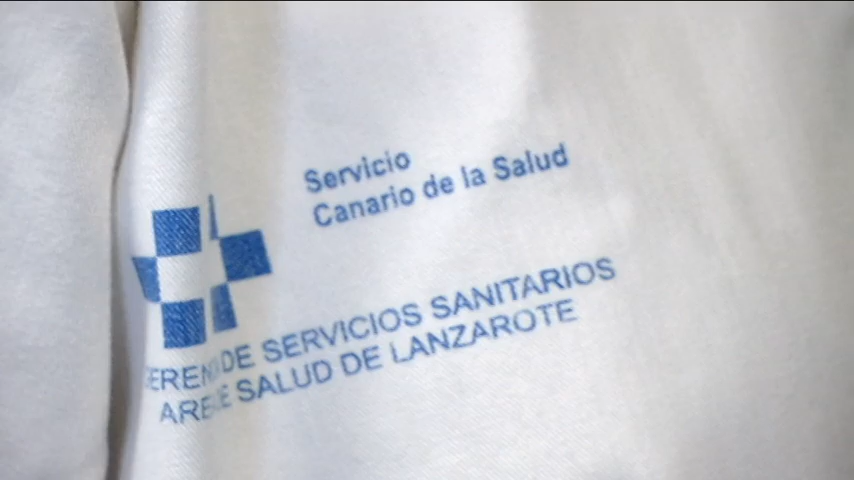 Servicio
Canario de la Salud
DE SERVICIOS SANITARIOS
SALUD DE LANZAROTE